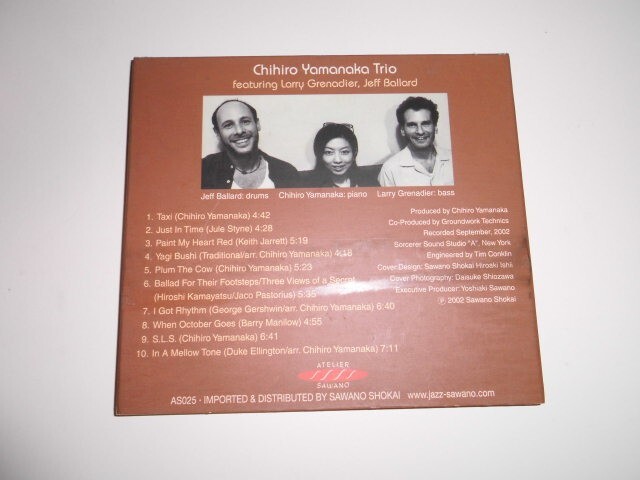 Chihiro Yamanaka Trio
featuring Larry Grenadier, Jeff Ballard
Jeff Ballard: drums Chihiro Yamanaka: piano Larry Grenadier: bass
1. Taxi (Chihiro Yamanaka) 4:42
2. Just In Time (Jule Styne) 4:28
3. Paint My Heart Red (Keith Jarrett) 5:19
4. Yagi Bushi (Traditional/arr. Chihiro Yamanaka) 4:18
5. Plum The Cow (Chihiro Yamanaka) 5:23
6. Ballad For Their Footsteps/Three Views of a Secret
(Hiroshi Kamayatsu/Jaco Pastorius) 5:35
7. I Got Rhythm (George Gershwin/arr. Chihiro Yamanaka) 6:40
8. When October Goes (Barry Manilow) 4:55
9. S.L.S. (Chihiro Yamanaka) 6:41
10. In A Mellow Tone (Duke Ellington/arr. Chihiro Yamanaka) 7:11
Produced by Chihiro Yamanaka
Co-Produced by Groundwork Technics
Recorded September, 2002
Sorcerer Sound Studio "A", New York
Engineered by Tim Conklin
Cover Design: Sawano Shokai Hiroaki Ishii
Cover Photography: Daisuke Shiozawa
Executive Producer: Yoshiaki Sawano
℗ 2002 Sawano Shokai
ATELIER
SAWANO
AS025 · IMPORTED & DISTRIBUTED BY SAWANO SHOKAI · www.jazz-sawano.com